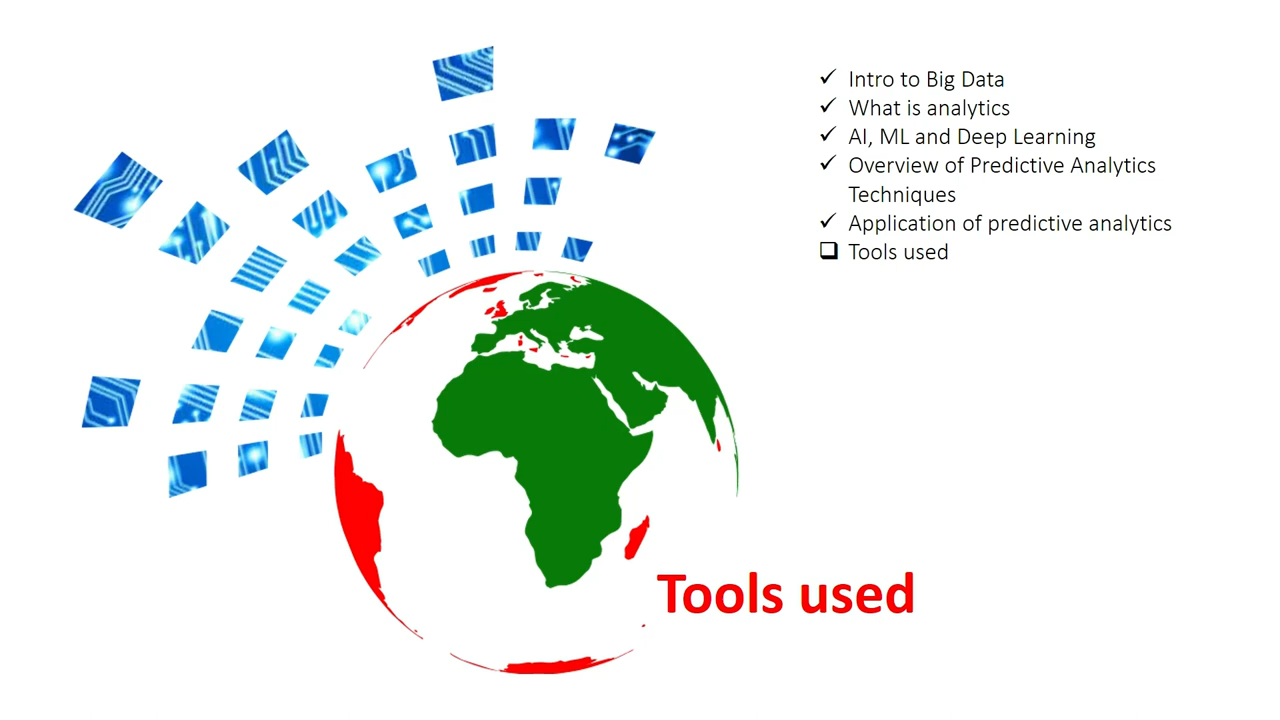 ✓ Intro to Big Data
✓ What is analytics
✓ AI, ML and Deep Learning
✓ Overview of Predictive Analytics
Techniques
✓ Application of predictive analytics
❑ Tools used
Tools used